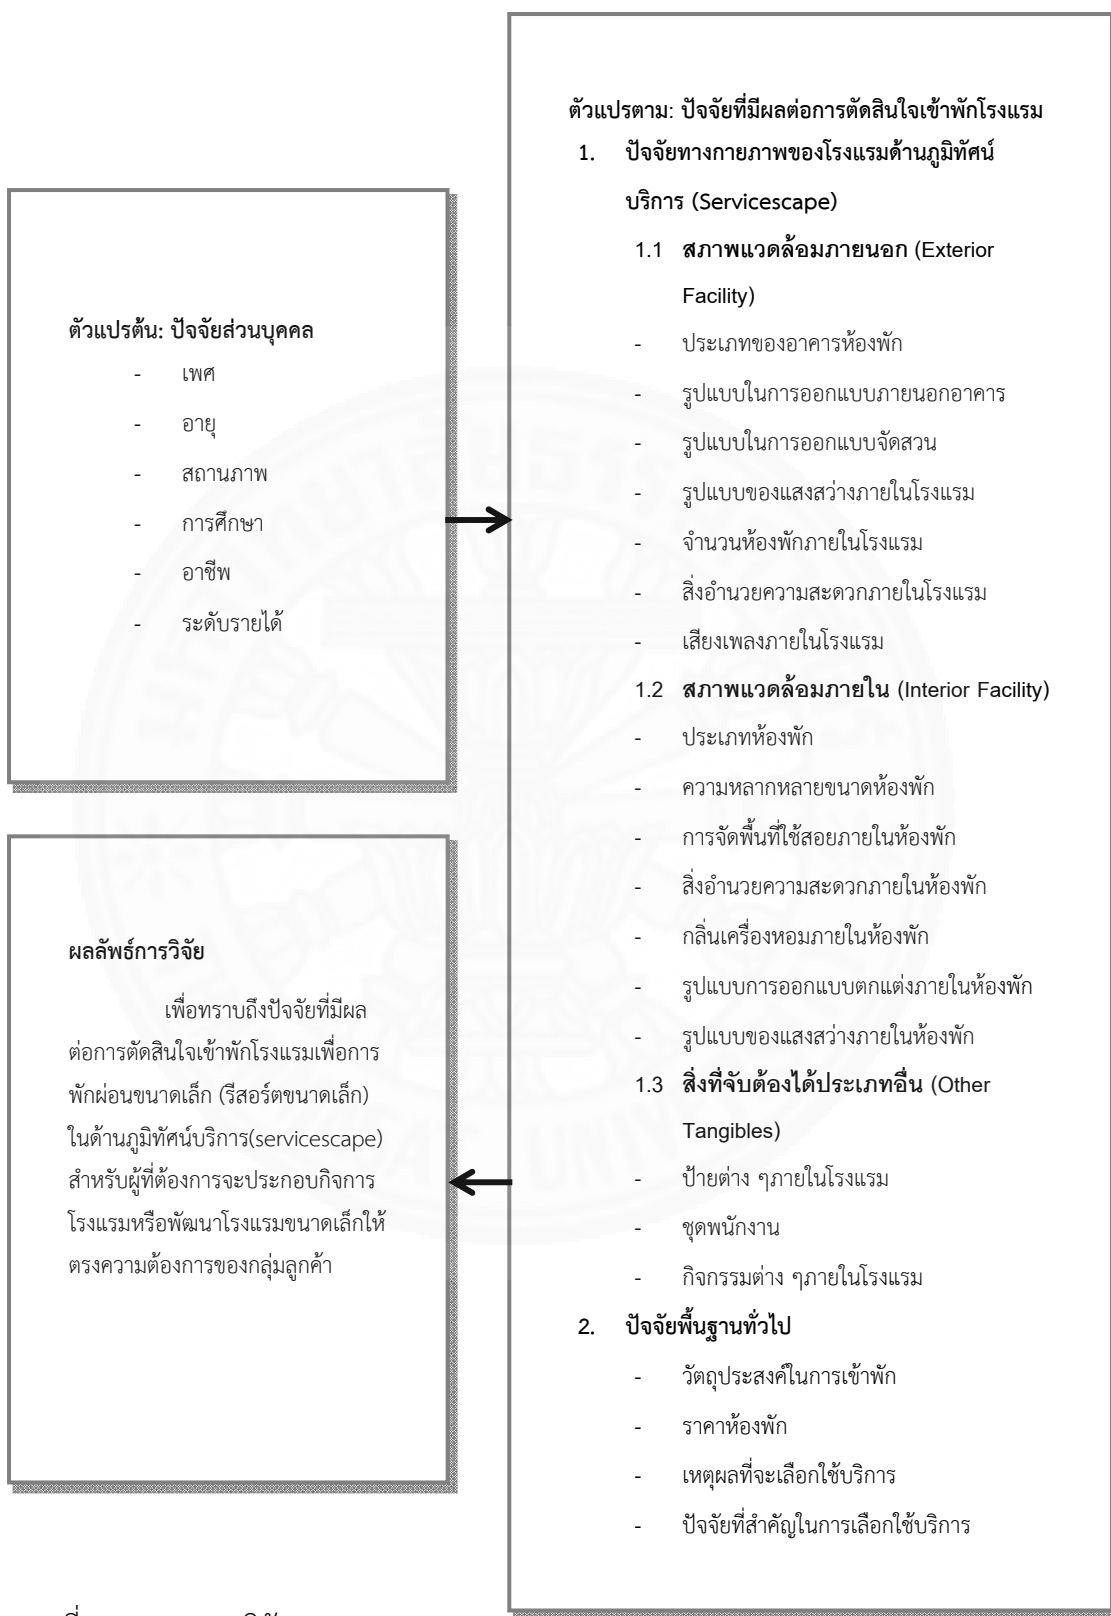 ตัวแปรต้น: ปัจจัยส่วนบุคคล
- เพศ
- อายุ
- สถานภาพ
- การศึกษา
- อาชีพ
- ระดับรายได้
ตัวแปรตาม: ปัจจัยที่มีผลต่อการตัดสินใจเข้าพักโรงแรม
1. ปัจจัยทางกายภาพของโรงแรมด้านภูมิทัศน์
บริการ (Servicescape)
1.1 สภาพแวดล้อมภายนอก (Exterior
Facility)
- ประเภทของอาคารห้องพัก
- รูปแบบในการออกแบบภายนอกอาคาร
- รูปแบบในการออกแบบจัดสวน
- รูปแบบของแสงสว่างภายในโรงแรม
- จำนวนห้องพักภายในโรงแรม
- สิ่งอำนวยความสะดวกภายในโรงแรม
- เสียงเพลงภายในโรงแรม
1.2 สภาพแวดล้อมภายใน (Interior Facility)
- ประเภทห้องพัก
- ความหลากหลายขนาดห้องพัก
- การจัดพื้นที่ใช้สอยภายในห้องพัก
- สิ่งอำนวยความสะดวกภายในห้องพัก
- กลิ่นเครื่องหอมภายในห้องพัก
- รูปแบบการออกแบบตกแต่งภายในห้องพัก
- รูปแบบของแสงสว่างภายในห้องพัก
1.3 สิ่งที่จับต้องได้ประเภทอื่น (Other
Tangibles)
- ป้ายต่าง ๆภายในโรงแรม
- ชุดพนักงาน
- กิจกรรมต่าง ๆภายในโรงแรม
2. ปัจจัยพื้นฐานทั่วไป
- วัตถุประสงค์ในการเข้าพัก
- ราคาห้องพัก
- เหตุผลที่จะเลือกใช้บริการ
- ปัจจัยที่สำคัญในการเลือกใช้บริการ
ผลลัพธ์การวิจัย
เพื่อทราบถึงปัจจัยที่มีผล
ต่อการตัดสินใจเข้าพักโรงแรมเพื่อการ
พักผ่อนขนาดเล็ก (รีสอร์ตขนาดเล็ก)
ในด้านภูมิทัศน์บริการ(servicescape)
สำหรับผู้ที่ต้องการจะประกอบกิจการ
โรงแรมหรือพัฒนาโรงแรมขนาดเล็กให้
ตรงความต้องการของกลุ่มลูกค้า